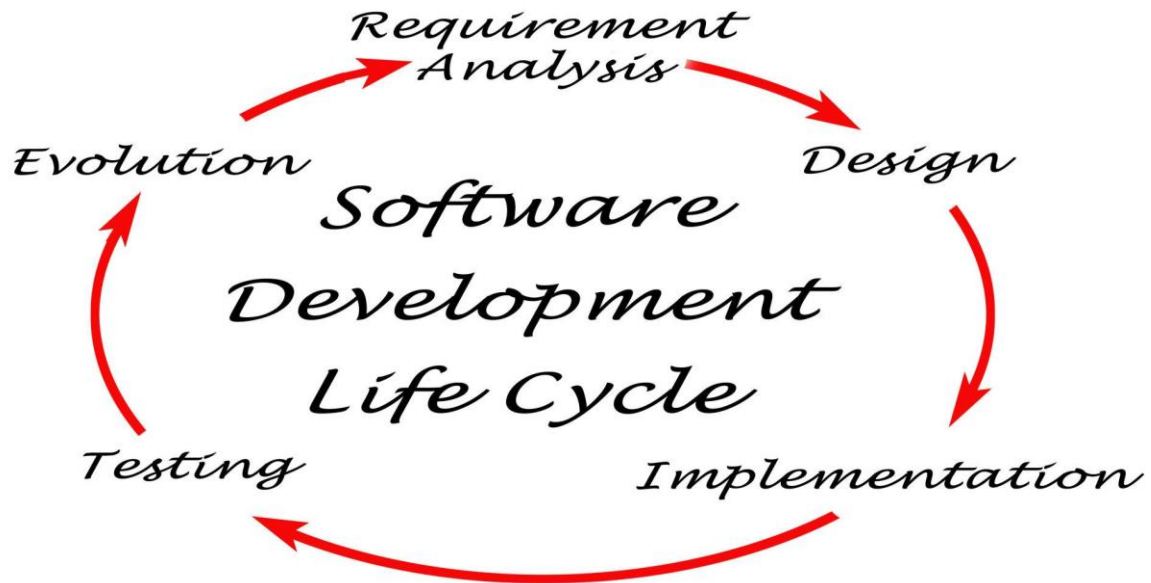 Requirement
Analysis
Evolution
Design
Software
Development
Life Cycle
Testing
Implementation